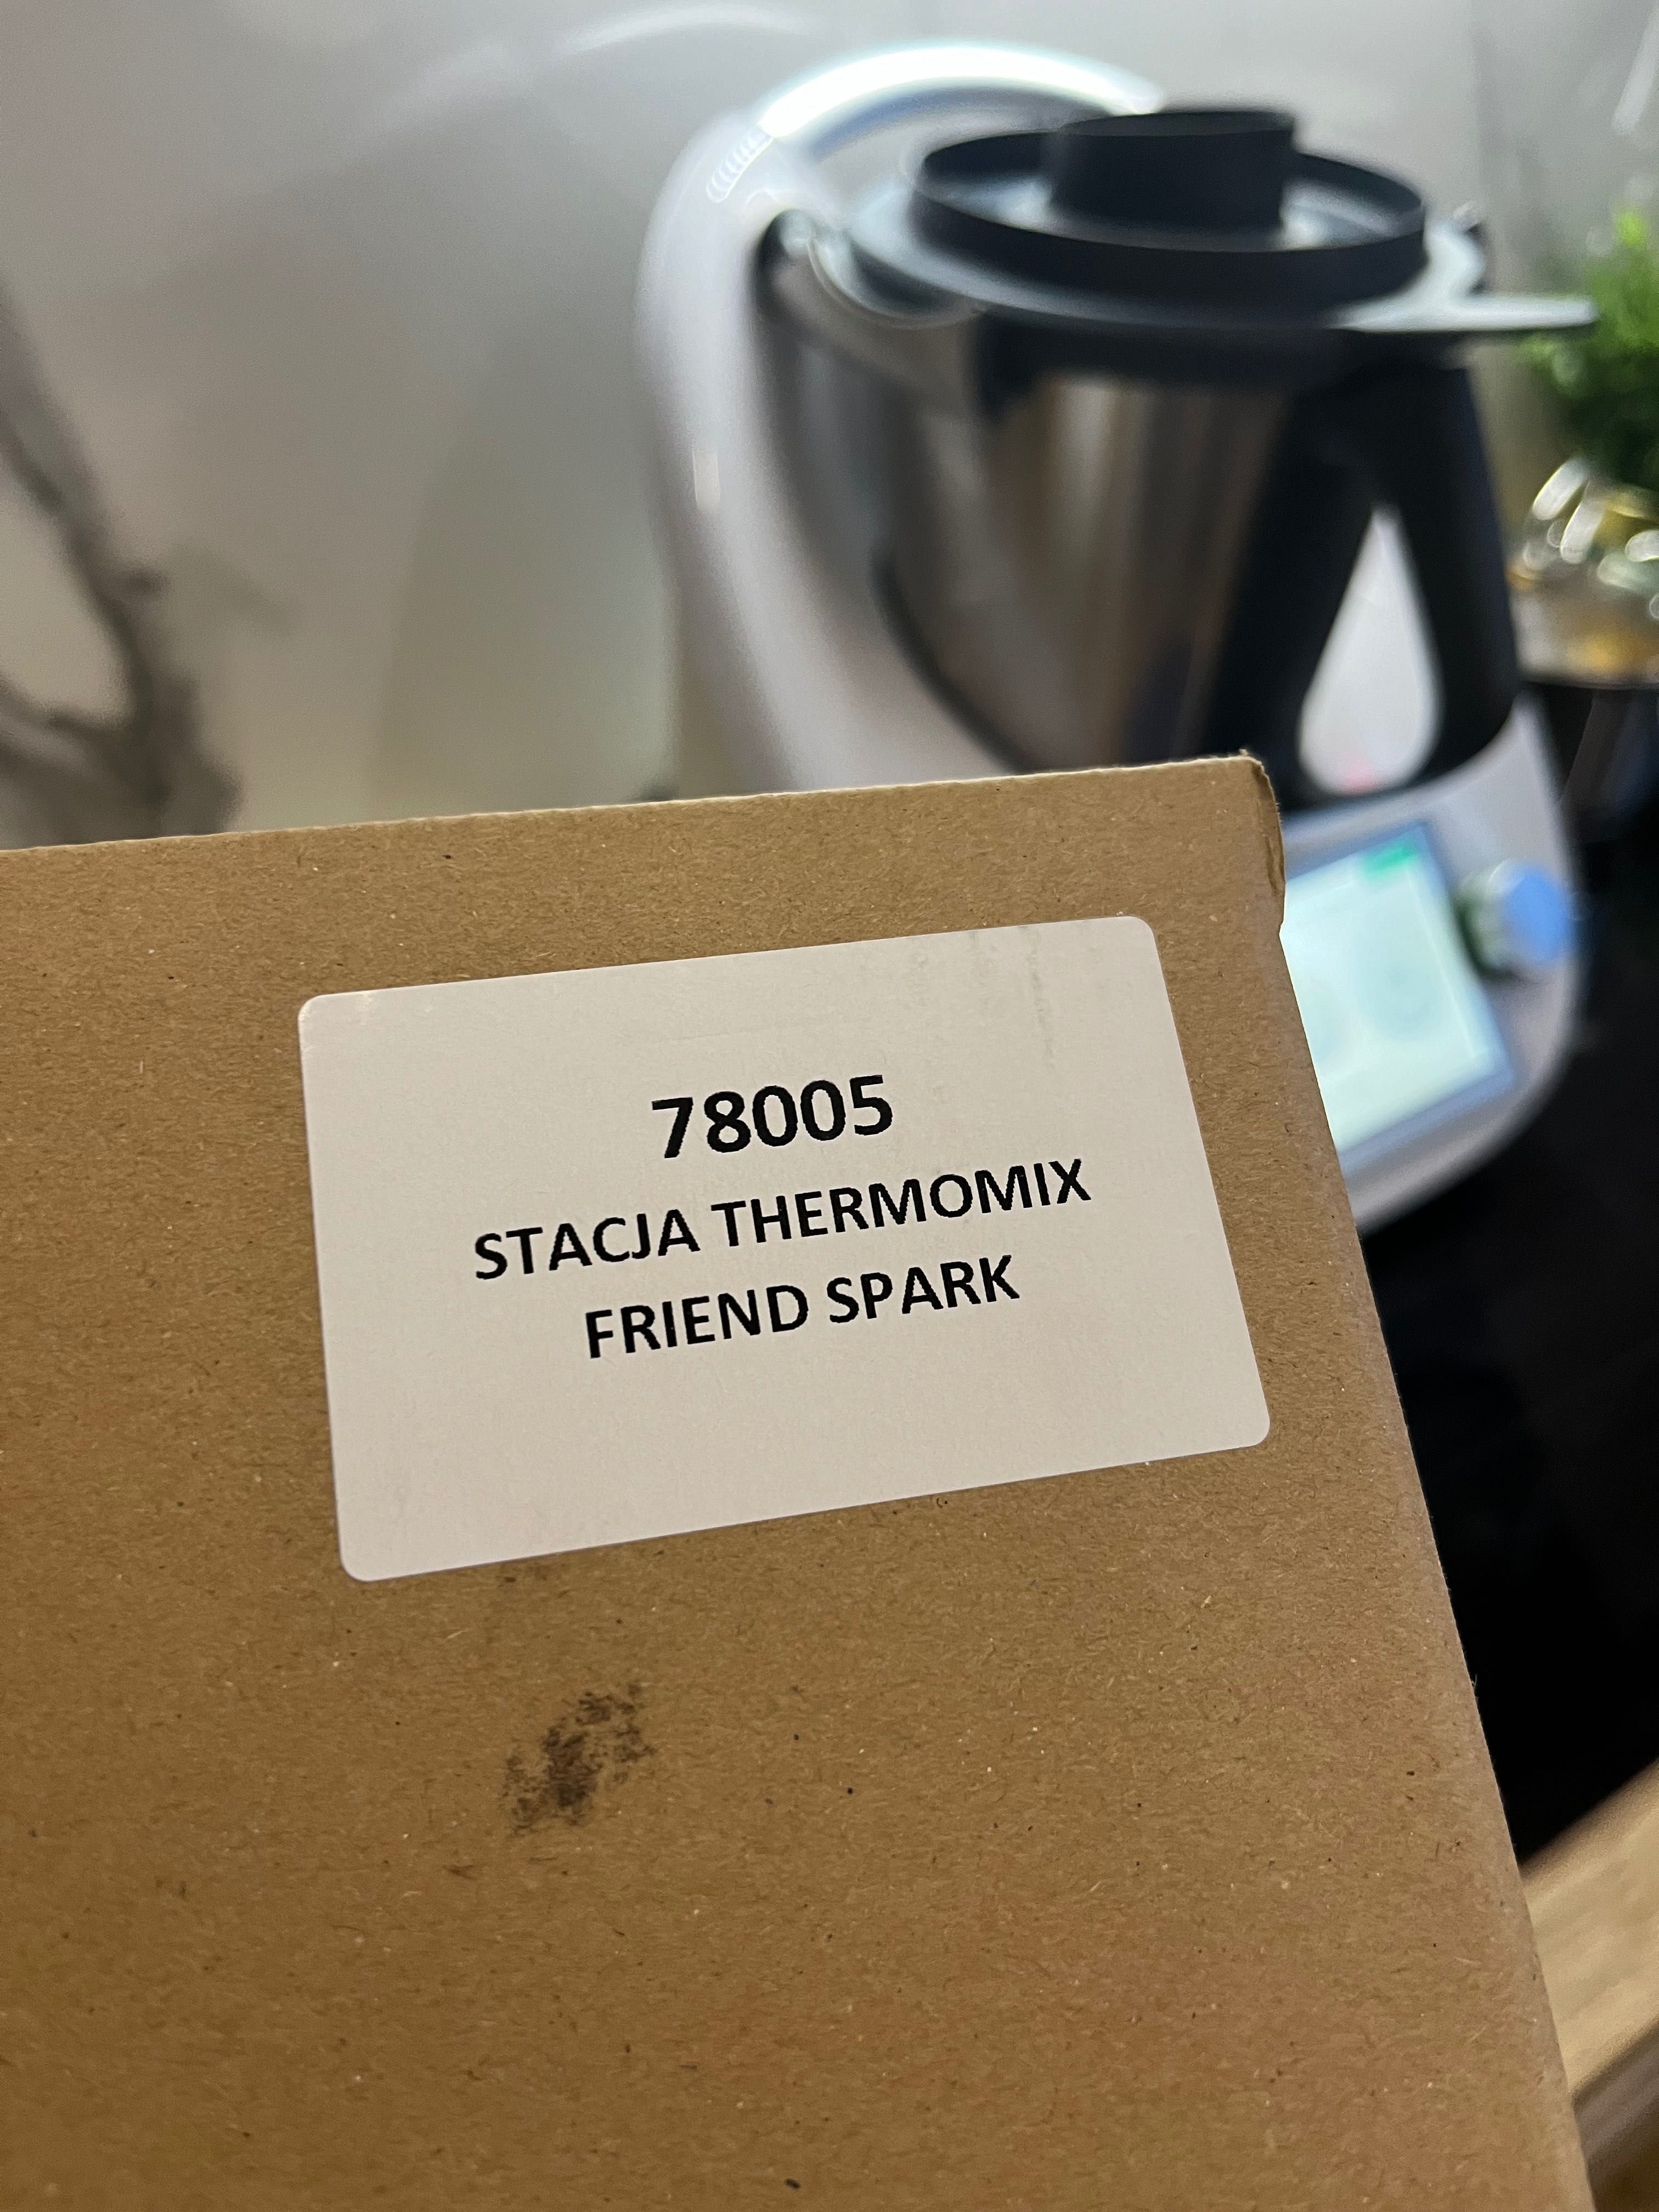 78005
STACJA THERMOMIX
FRIEND SPARK